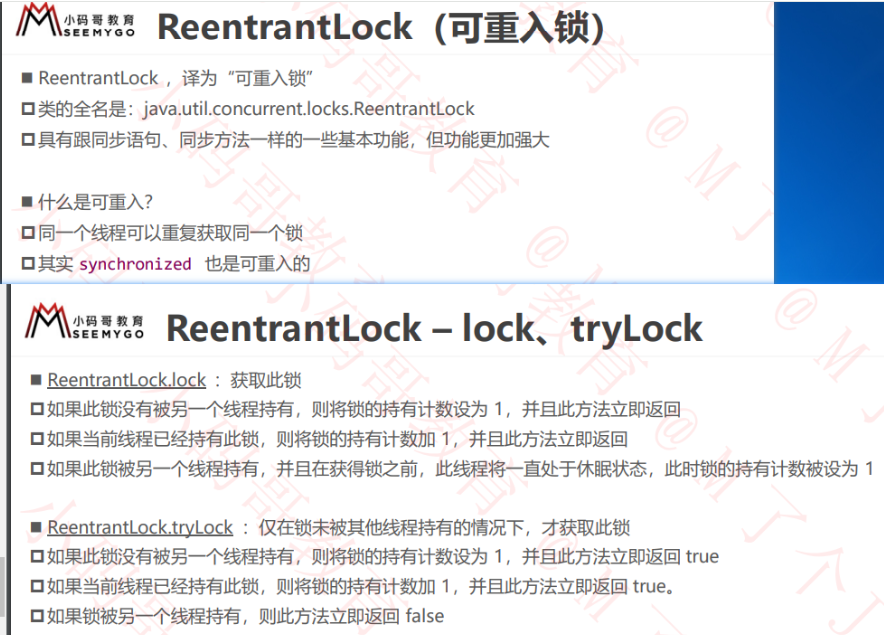 小码哥教育
SEEMYGO
ReentrantLock（可重入锁）
■ ReentrantLock ，译为“可重入锁”
类的全名是：java.util.concurrent.locks.ReentrantLock
具有跟同步语句、同步方法一样的一些基本功能，但功能更加强大
■ 什么是可重入？
同一个线程可以重复获取同一个锁
其实 synchronized 也是可重入的
小码哥教育
SEEMYGO
ReentrantLock – lock、tryLock
■ ReentrantLock.lock ：获取此锁
如果此锁没有被另一个线程持有，则将锁的持有计数设为 1，并且此方法立即返回
如果当前线程已经持有此锁，则将锁的持有计数加 1，并且此方法立即返回
如果此锁被另一个线程持有，并且在获得锁之前，此线程将一直处于休眠状态，此时锁的持有计数被设为 1
■ ReentrantLock.tryLock ：仅在锁未被其他线程持有的情况下，才获取此锁
如果此锁没有被另一个线程持有，则将锁的持有计数设为 1，并且此方法立即返回 true
如果当前线程已经持有此锁，则将锁的持有计数加 1，并且此方法立即返回 true。
如果锁被另一个线程持有，则此方法立即返回 false